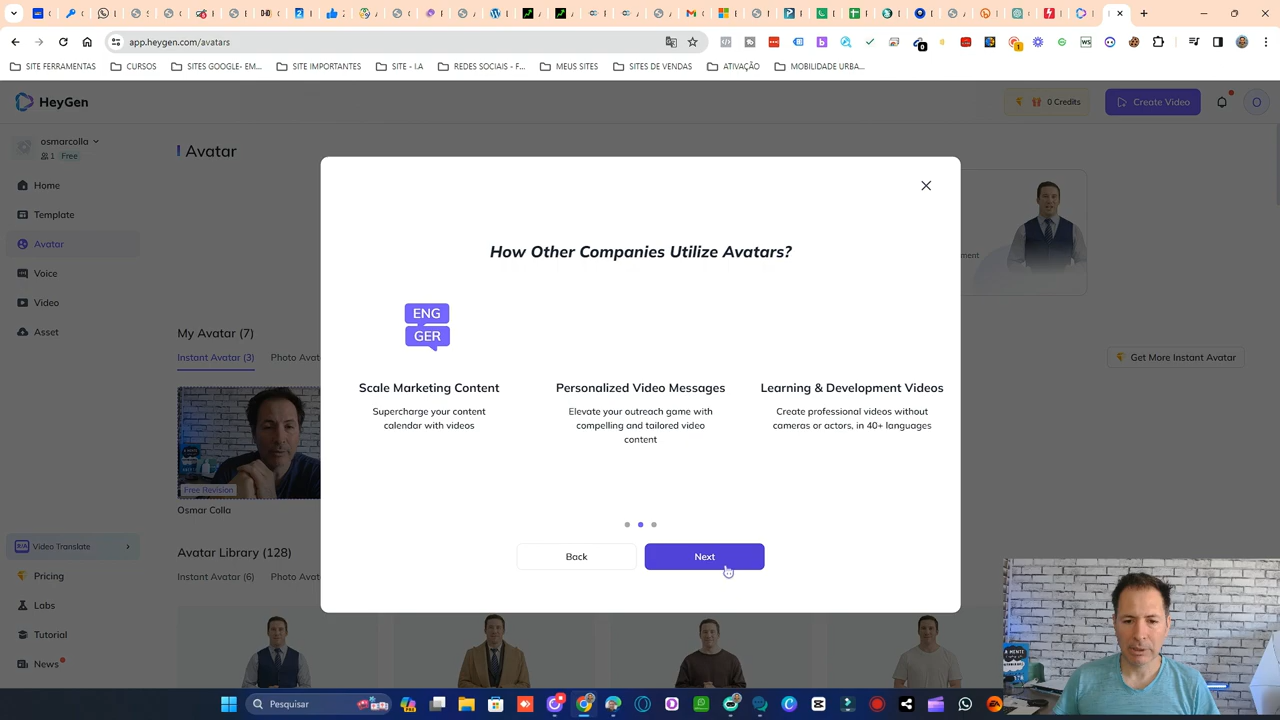 app.heygen.com/avatars
SITE FERRAMENTAS
CURSOS
SITES GOOGLE- EM...
SITE IMPORTANTES
SITE - I.A
REDES SOCIAIS - F...
MEUS SITES
SITES DE VENDAS
ATIVAÇÃO
MOBILIDADE URBA...
HeyGen
0 Credits
Create Video
O
osmarcolla
1 Free
Avatar
Home
Template
Avatar
Voice
Video
Asset
My Avatar (7)
Instant Avatar (3)
Photo Avat
Get More Instant Avatar
ment
Free Revision
Osmar Colla
How Other Companies Utilize Avatars?
ENG
GER
Scale Marketing Content
Supercharge your content
calendar with videos
Personalized Video Messages
Elevate your outreach game with
compelling and tailored video
content
Learning & Development Videos
Create professional videos without
cameras or actors, in 40+ languages
Back
Next
Video Translate
Avatar Library (128)
Instant Avatar (6)
Photo Avat
Pricing
Labs
Tutorial
News
Pesquisar